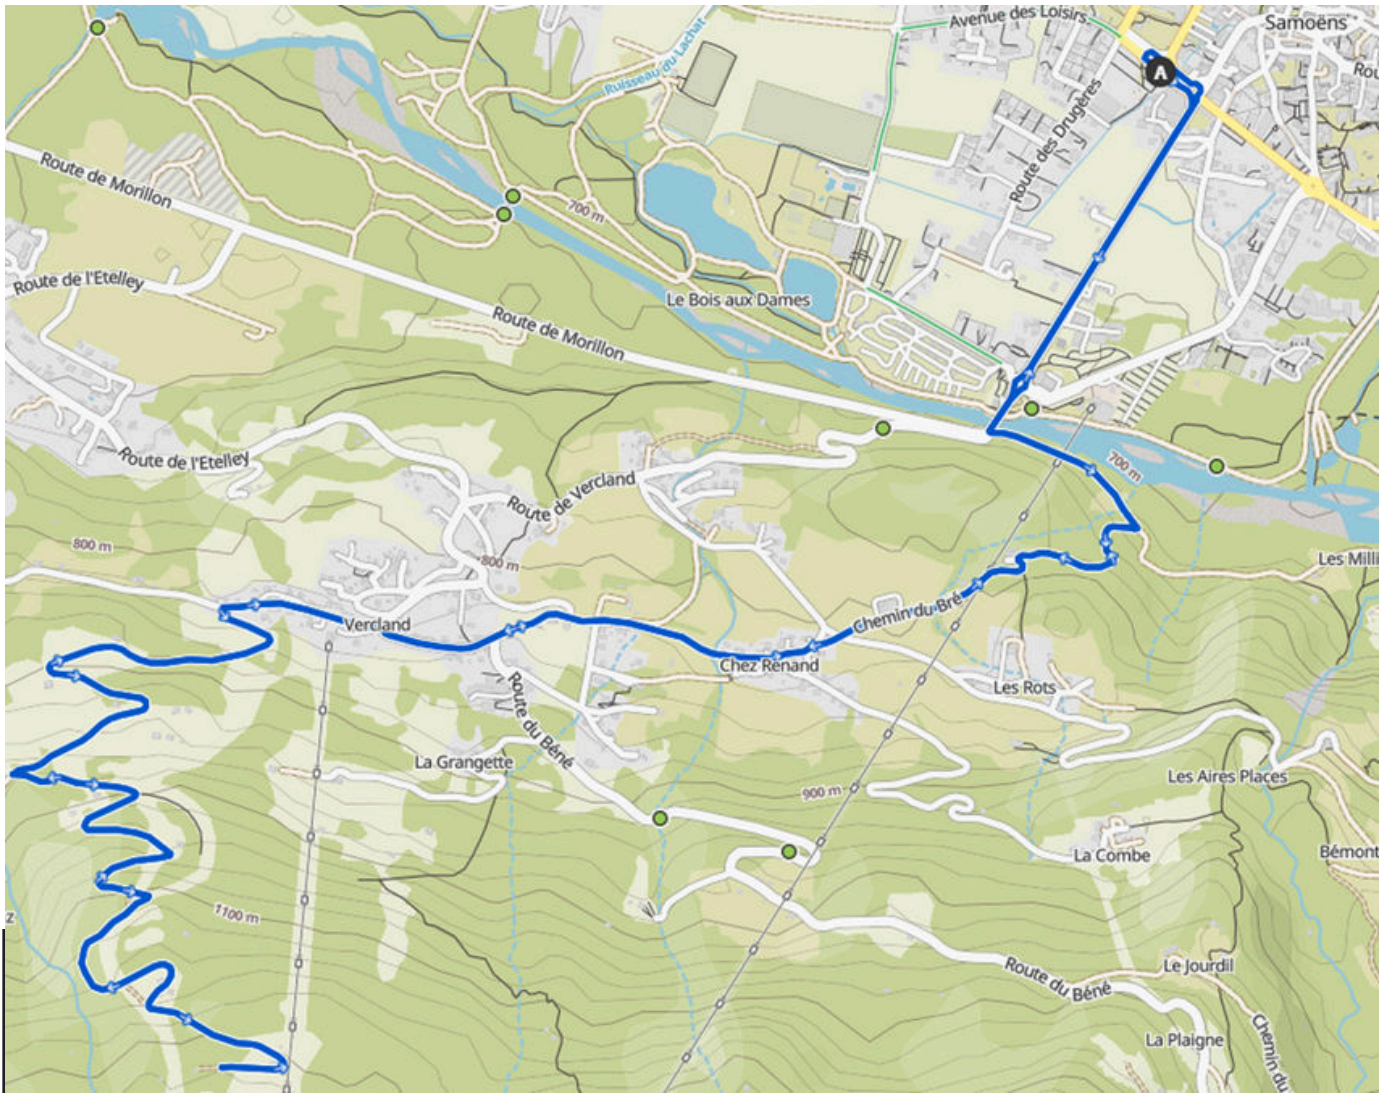 Avenue des Loisirs
Samoëns
Rou
Ruisseau du Lachat
Route des Drugères
Route de Morillon
700 m
Route de l'Etelley
Le Bois aux Dames
Route de Morillon
Route de l'Etelley
Route de Vercland
700 m
800 m
800 m
Les Milli
Vercland
Chemin du Bré
Chez Renand
Les Rots
Route du Béné
La Grangette
900 m
Les Aires Places
La Combe
Bémont
1100 m
z
Le Jourdil
Route du Béné
La Plaigne
Chemin du